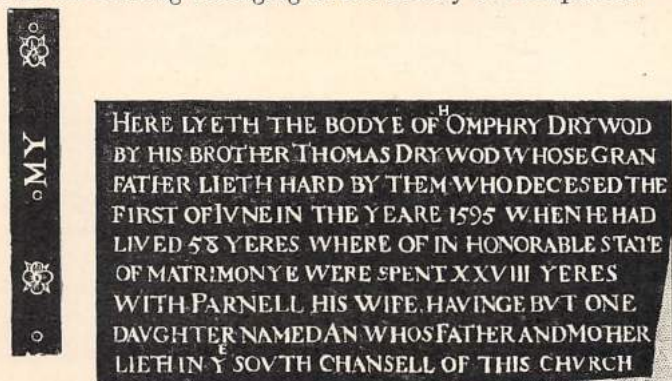 MY
HERE LYETH THE BODYE OF HOMPHRY DRYWOD
BY HIS BROTHER THOMAS DRYWOD WHOSE GRAN
FATHER LIETH HARD BY THEM WHO DECESED THE
FIRST OF IVNE IN THE YEARE 1595 WHEN HE HAD
LIVED 58 YERES WHERE OF IN HONORABLE STATE
OF MATRIMONYE WERE SPENT XXVIII YERES
WITH PARNELL HIS WIFE, HAVINGE BVT ONE
DAVGHTER NAMED AN WHOS FATHER AND MOTHER
LIETH IN YE SOVTH CHANSELL OF THIS CHVRCH